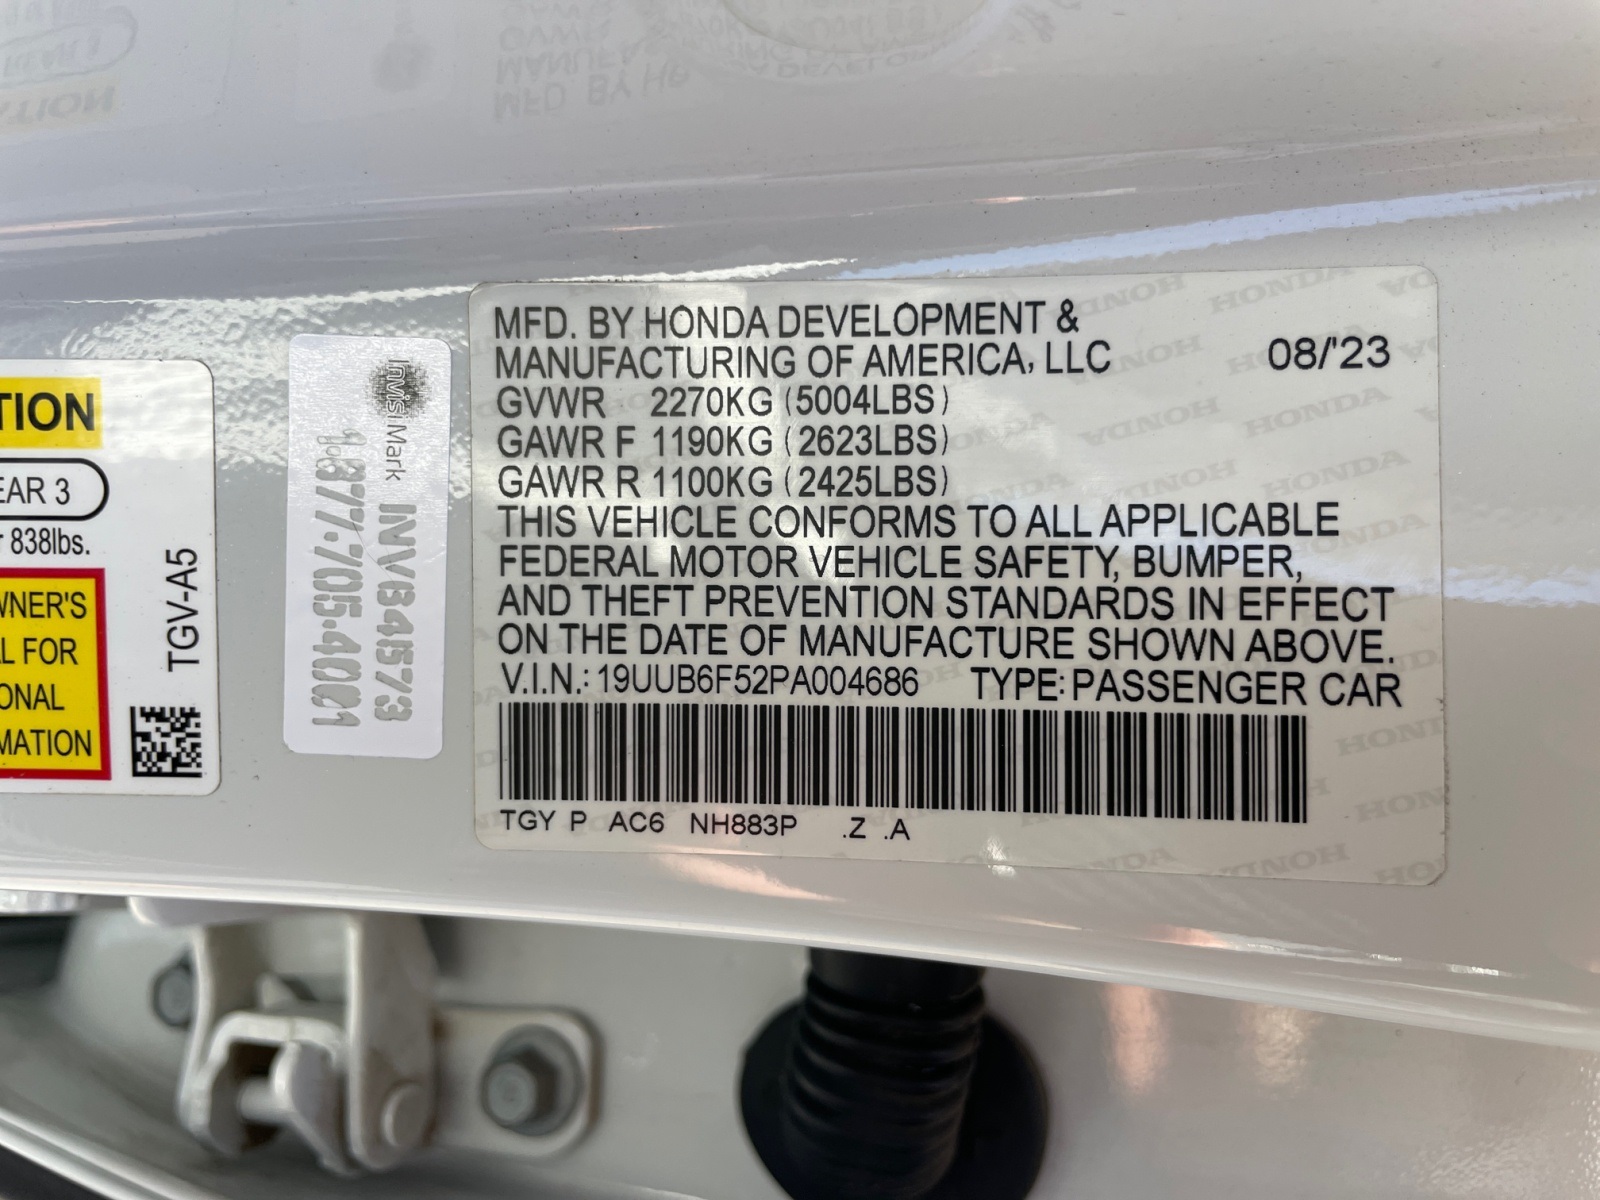 TION
EAR 3
r 838lbs.
WNER'S
L FOR
ONAL
MATION
TGV-A5
InvisiMark
INV64573
1.877.705.4001
MFD. BY HONDA DEVELOPMENT &
MANUFACTURING OF AMERICA, LLC 08/'23
GVWR 2270KG (5004LBS)
GAWR F 1190KG (2623LBS)
GAWR R 1100KG (2425LBS)
THIS VEHICLE CONFORMS TO ALL APPLICABLE
FEDERAL MOTOR VEHICLE SAFETY, BUMPER,
AND THEFT PREVENTION STANDARDS IN EFFECT
ON THE DATE OF MANUFACTURE SHOWN ABOVE.
V.I.N.: 19UUB6F52PA004686 TYPE: PASSENGER CAR
TGY P AC6 NH883P .Z .A